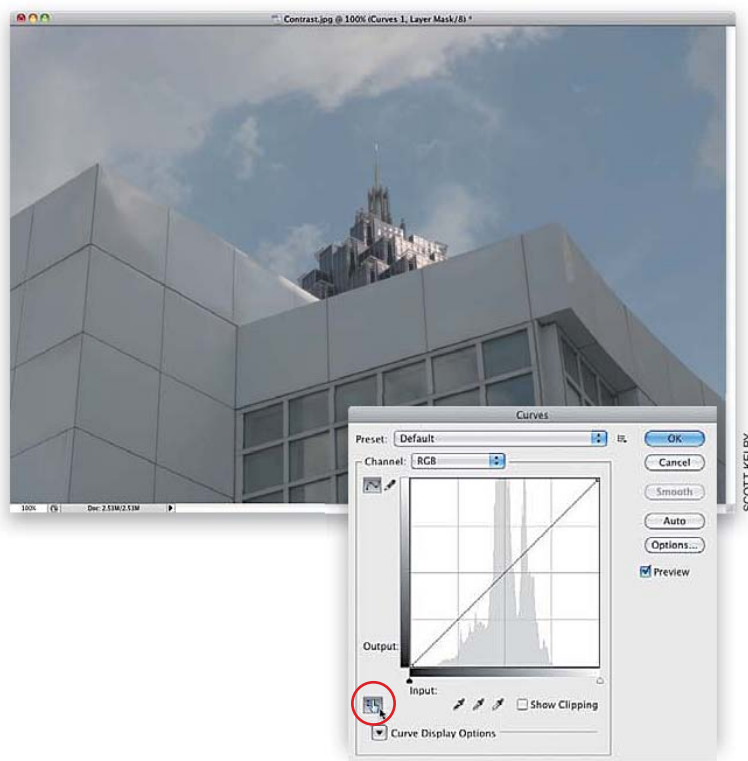 Contrast.jpg @ 100% (Curves 1, Layer Mask/8) *
100%
Doc: 2.53M/2.53M
SCOTT KELBY
Curves
Preset: Default
OK
Channel: RGB
Cancel
Smooth
Auto
Options...
Preview
Output:
Input:
Show Clipping
Curve Display Options